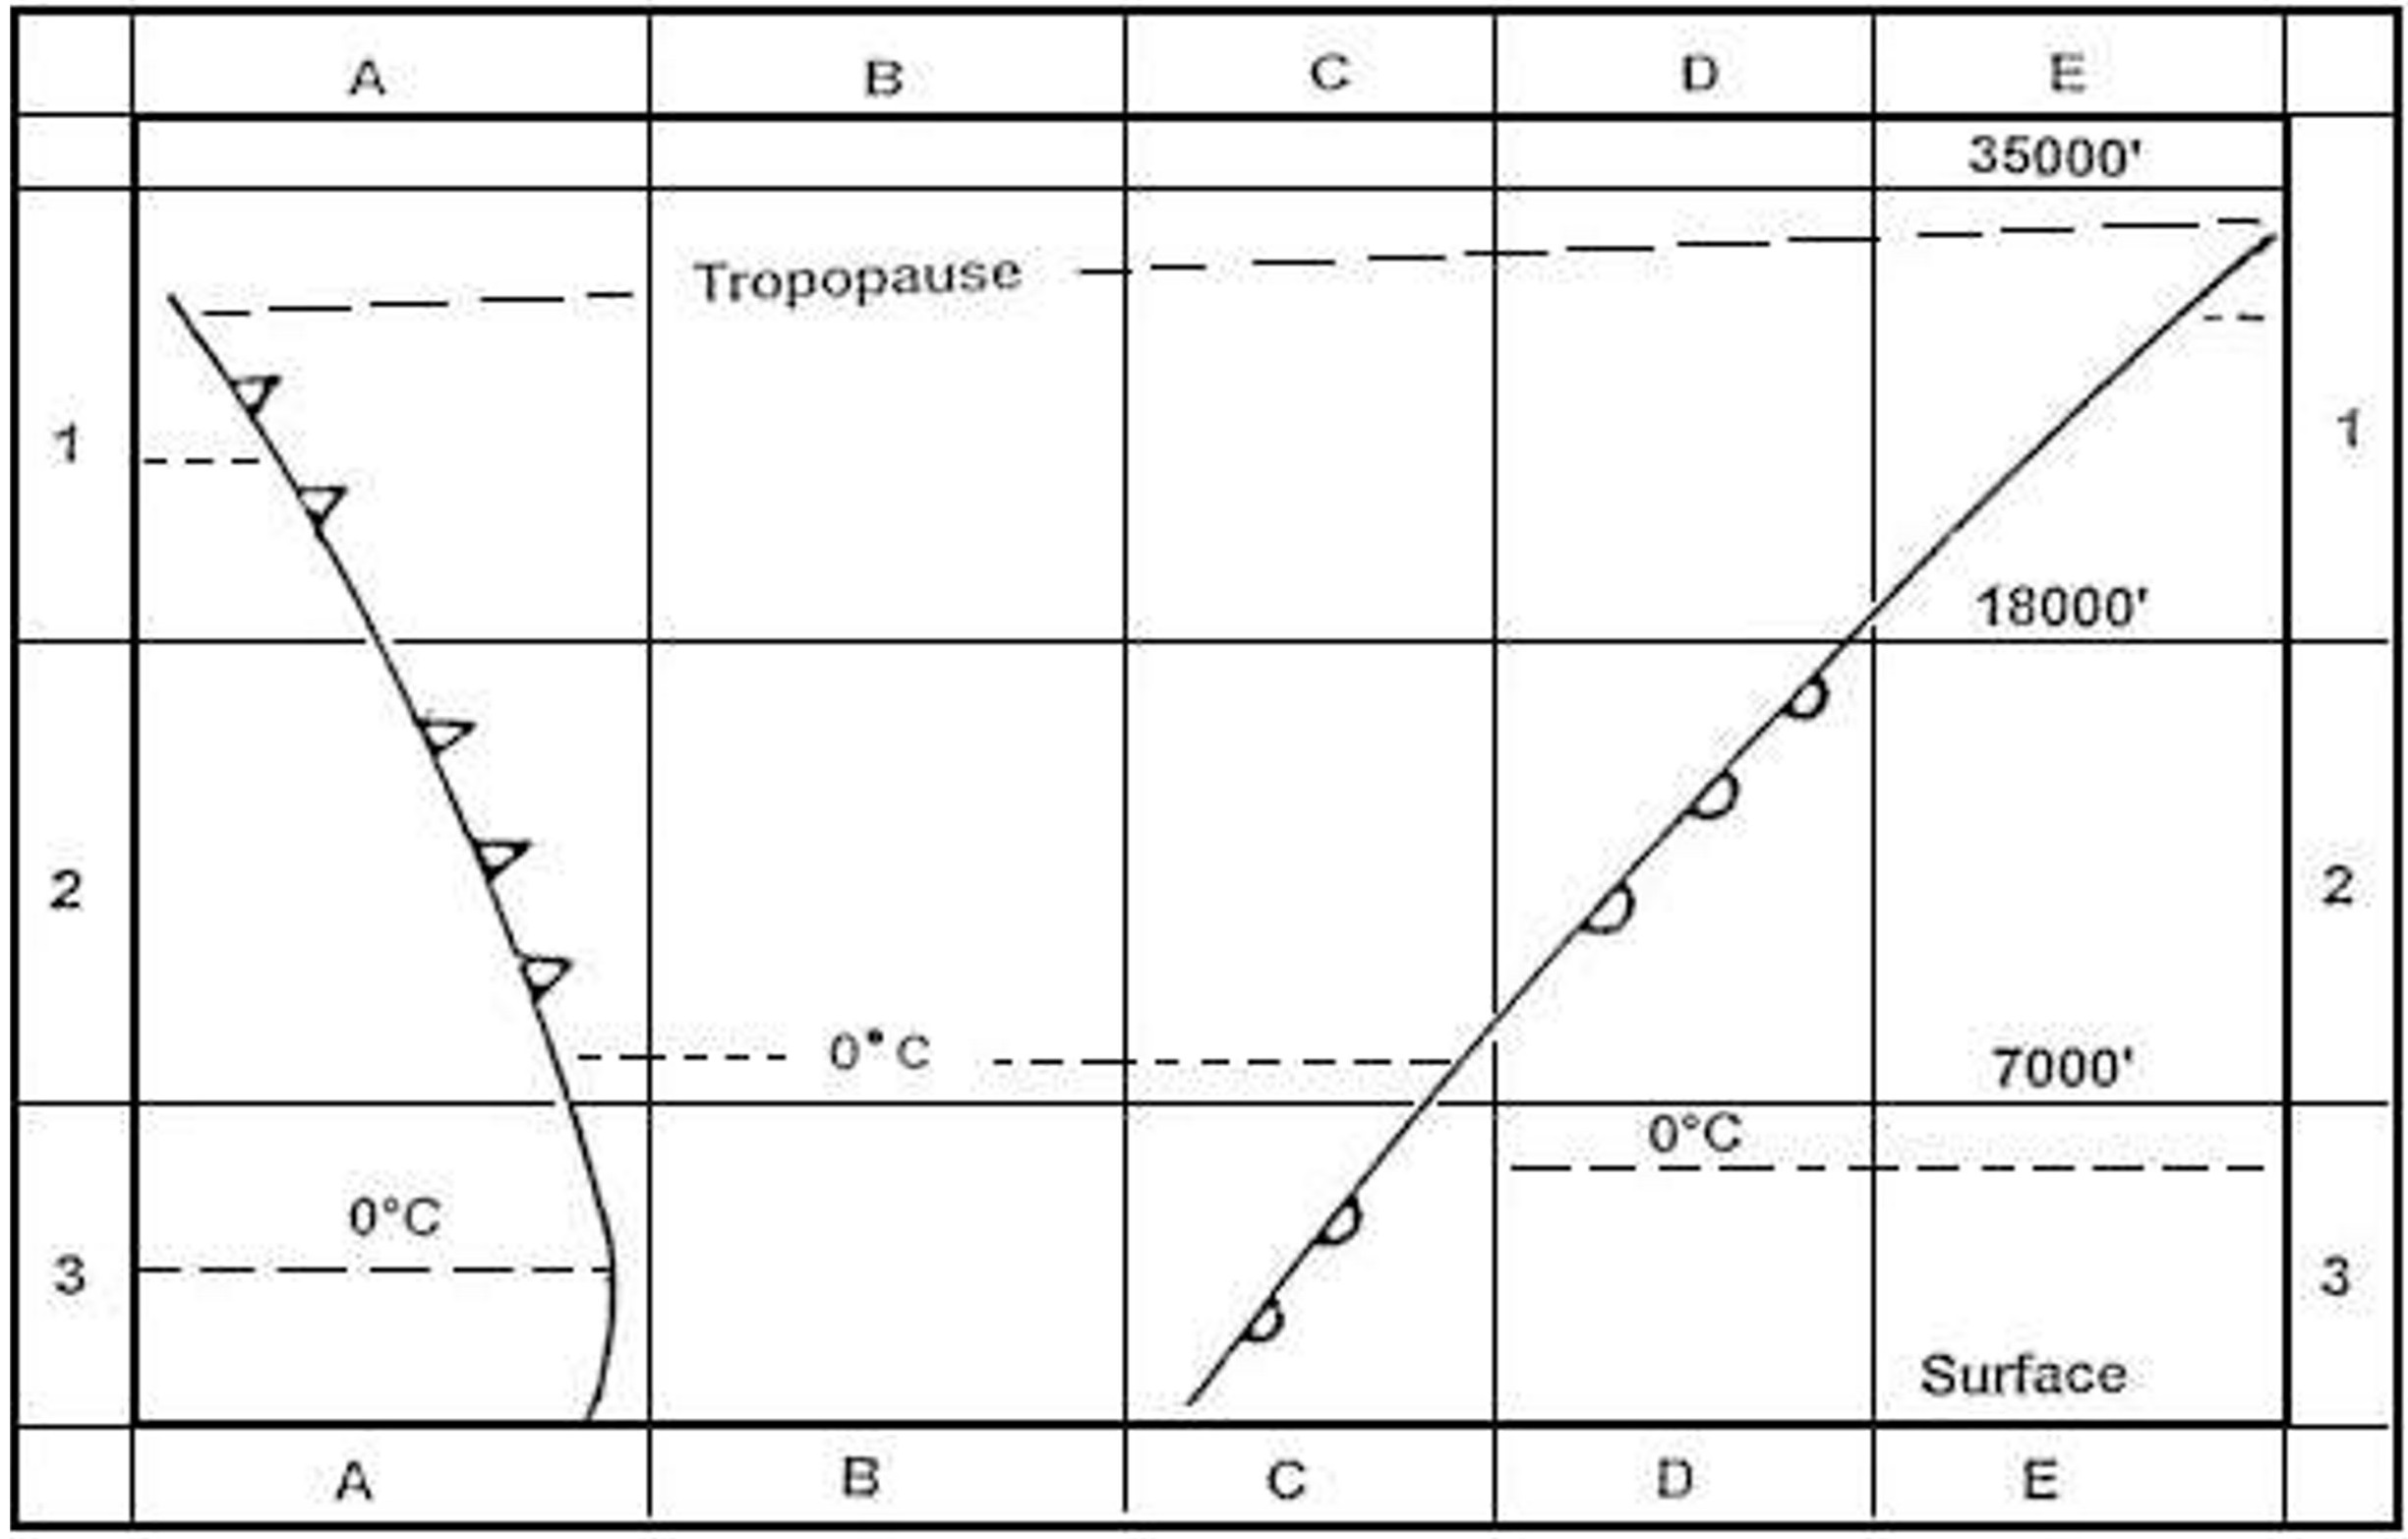 A B C D E
35000'
Tropopause
1 1
18000'
2 2
0°C
7000'
0°C
0°C
3 3
Surface
A B C D E